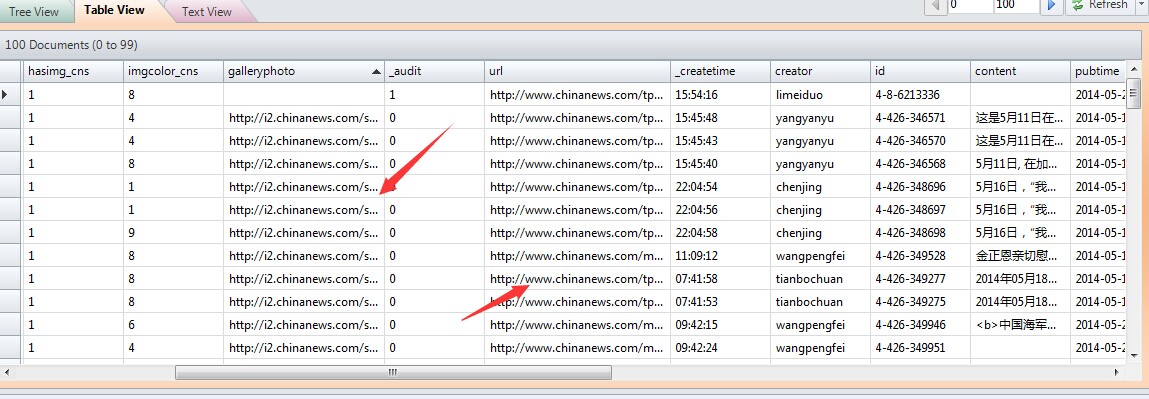 Tree View Table View Text View 0 100 Refresh
100 Documents (0 to 99)
hasimg_cns imgcolor_cns galleryphoto _audit url _createtime creator id content pubtime
1 8 1 http://www.chinanews.com/tp... 15:54:16 limeiduo 4-8-6213336 2014-05-2
1 4 http://i2.chinanews.com/s... 0 http://www.chinanews.com/tp... 15:45:48 yangyanyu 4-426-346571 这是5月11日在... 2014-05-1
1 4 http://i2.chinanews.com/s... 0 http://www.chinanews.com/tp... 15:45:43 yangyanyu 4-426-346570 这是5月11日在... 2014-05-1
1 8 http://i2.chinanews.com/s... 0 http://www.chinanews.com/tp... 15:45:40 yangyanyu 4-426-346568 5月11日, 在加... 2014-05-1
1 1 http://i2.chinanews.com/s... http://www.chinanews.com/tp... 22:04:54 chenjing 4-426-348696 5月16日，“我... 2014-05-1
1 1 http://i2.chinanews.com/s... 0 http://www.chinanews.com/tp... 22:04:56 chenjing 4-426-348697 5月16日，“我... 2014-05-1
1 9 http://i2.chinanews.com/s... 0 http://www.chinanews.com/tp... 22:04:58 chenjing 4-426-348698 5月16日，“我... 2014-05-1
1 8 http://i2.chinanews.com/s... 0 http://www.chinanews.com/m... 11:09:12 wangpengfei 4-426-349528 金正恩亲切慰... 2014-05-2
1 8 http://i2.chinanews.com/s... 0 http://www.chinanews.com/tp... 07:41:58 tianbochuan 4-426-349277 2014年05月18... 2014-05-1
1 8 http://i2.chinanews.com/s... 0 http://www.chinanews.com/tp... 07:41:53 tianbochuan 4-426-349275 2014年05月18... 2014-05-1
1 6 http://i2.chinanews.com/s... 0 http://www.chinanews.com/m... 09:42:15 wangpengfei 4-426-349946 <b>中国海军... 2014-05-2
1 4 http://i2.chinanews.com/s... 0 http://www.chinanews.com/m... 09:42:24 wangpengfei 4-426-349951 2014-05-2